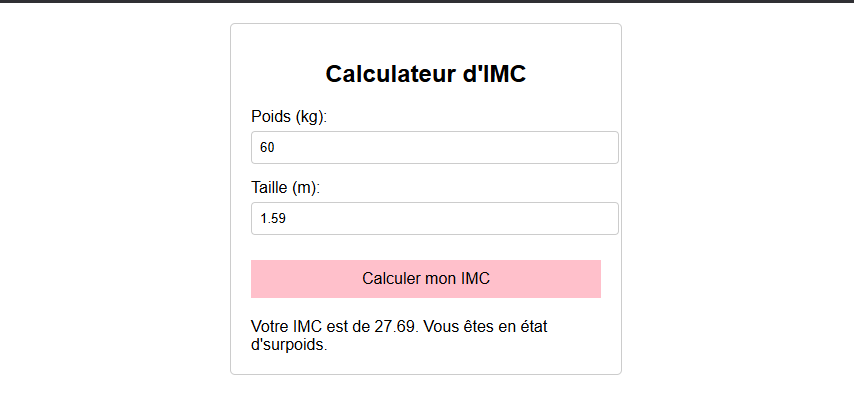 Calculateur d'IMC
Poids (kg):
60
Taille (m):
1.59
Calculer mon IMC
Votre IMC est de 27.69. Vous êtes en état
d'surpoids.